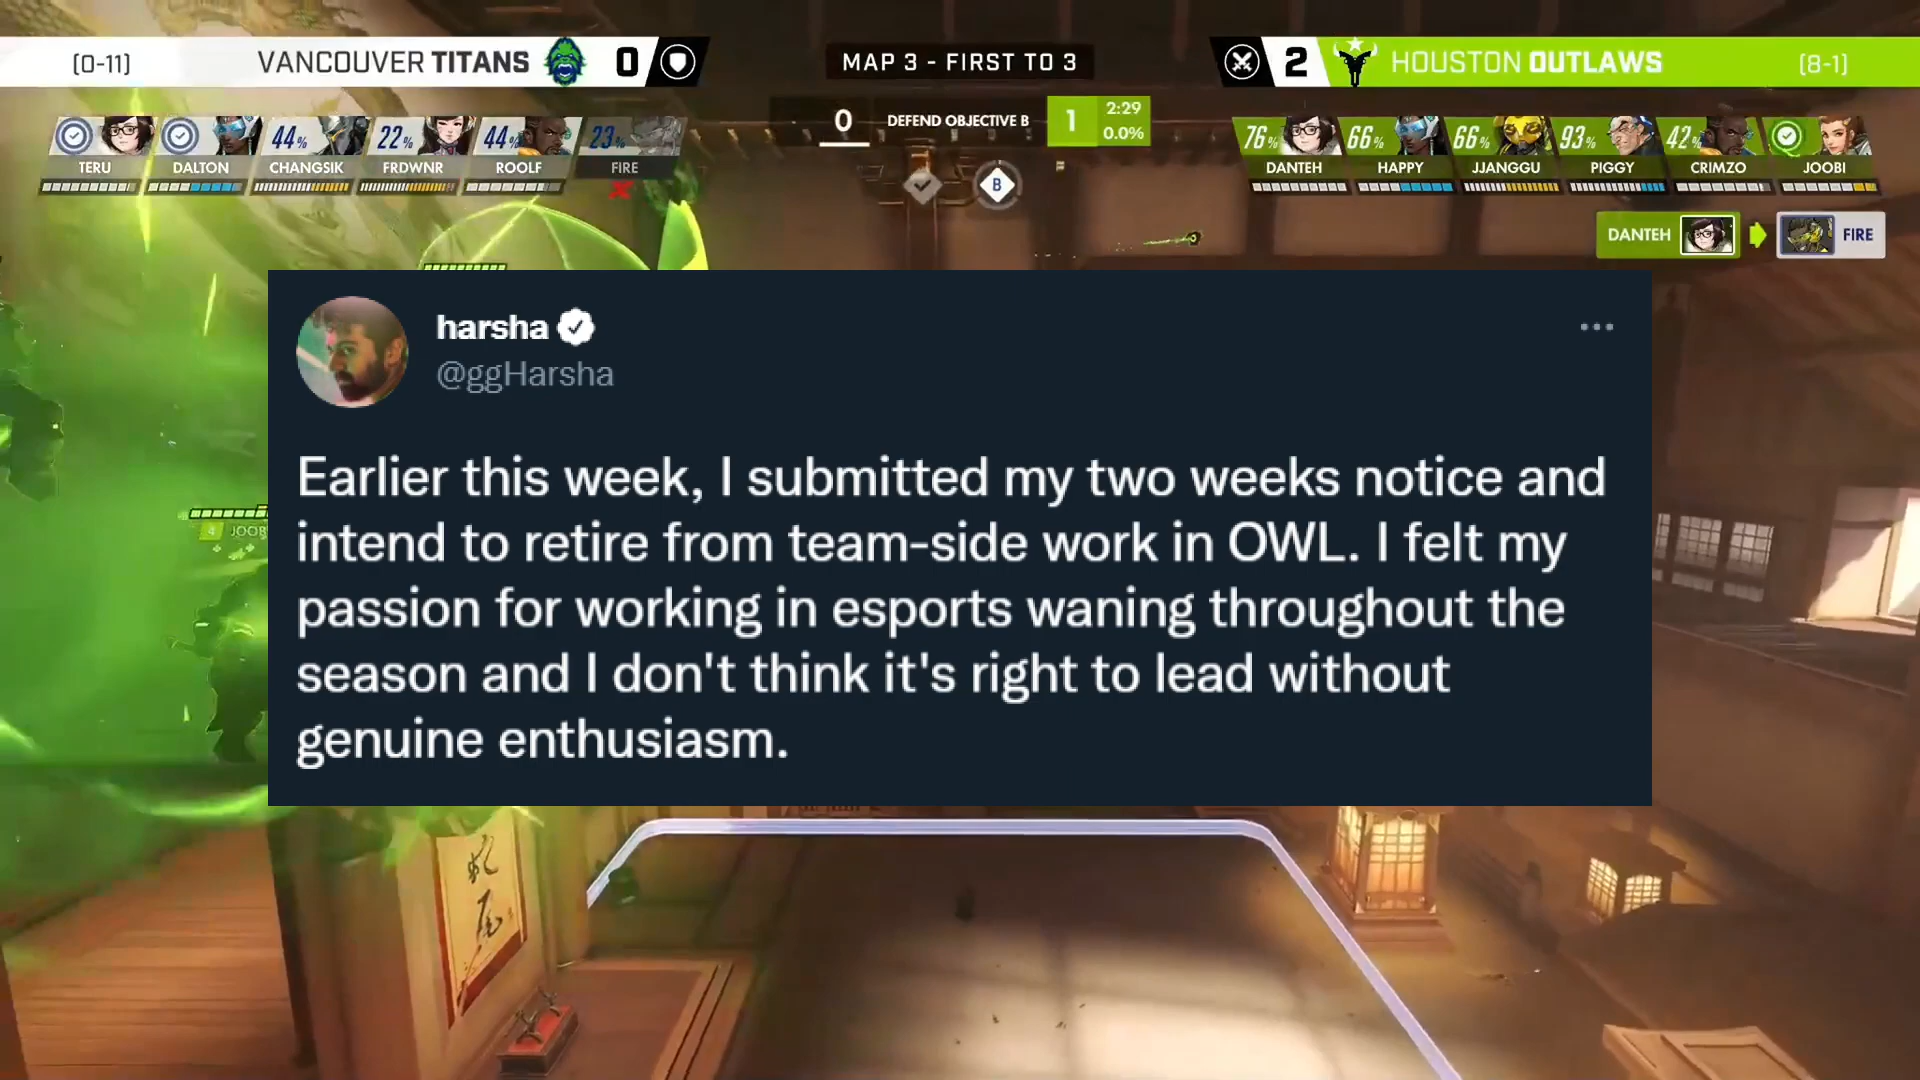 [0-11] VANCOUVER TITANS 0 MAP 3 - FIRST TO 3 2 HOUSTON OUTLAWS [8-1]
0 DEFEND OBJECTIVE B 1 2:29 0.0%
44% 22% 44% 23% 76% 66% 66% 93% 42%
TERU DALTON CHANGSIK FRDWNR ROOLF FIRE DANTEH HAPPY JJANGGU PIGGY CRIMZO JOOBI
B
DANTEH FIRE
harsha
@ggHarsha
Earlier this week, I submitted my two weeks notice and
intend to retire from team-side work in OWL. I felt my
passion for working in esports waning throughout the
season and I don't think it's right to lead without
genuine enthusiasm.
4 JOOB